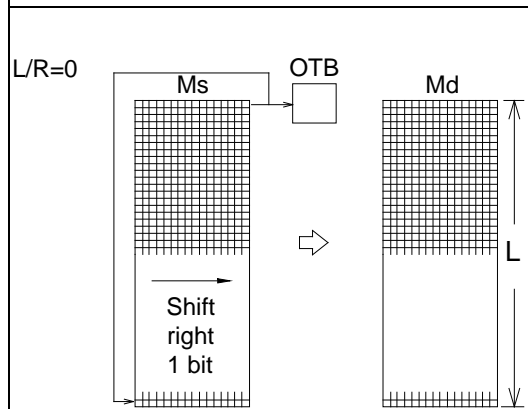 L/R=0
OTB
Ms
Md
L
Shift
right
1 bit